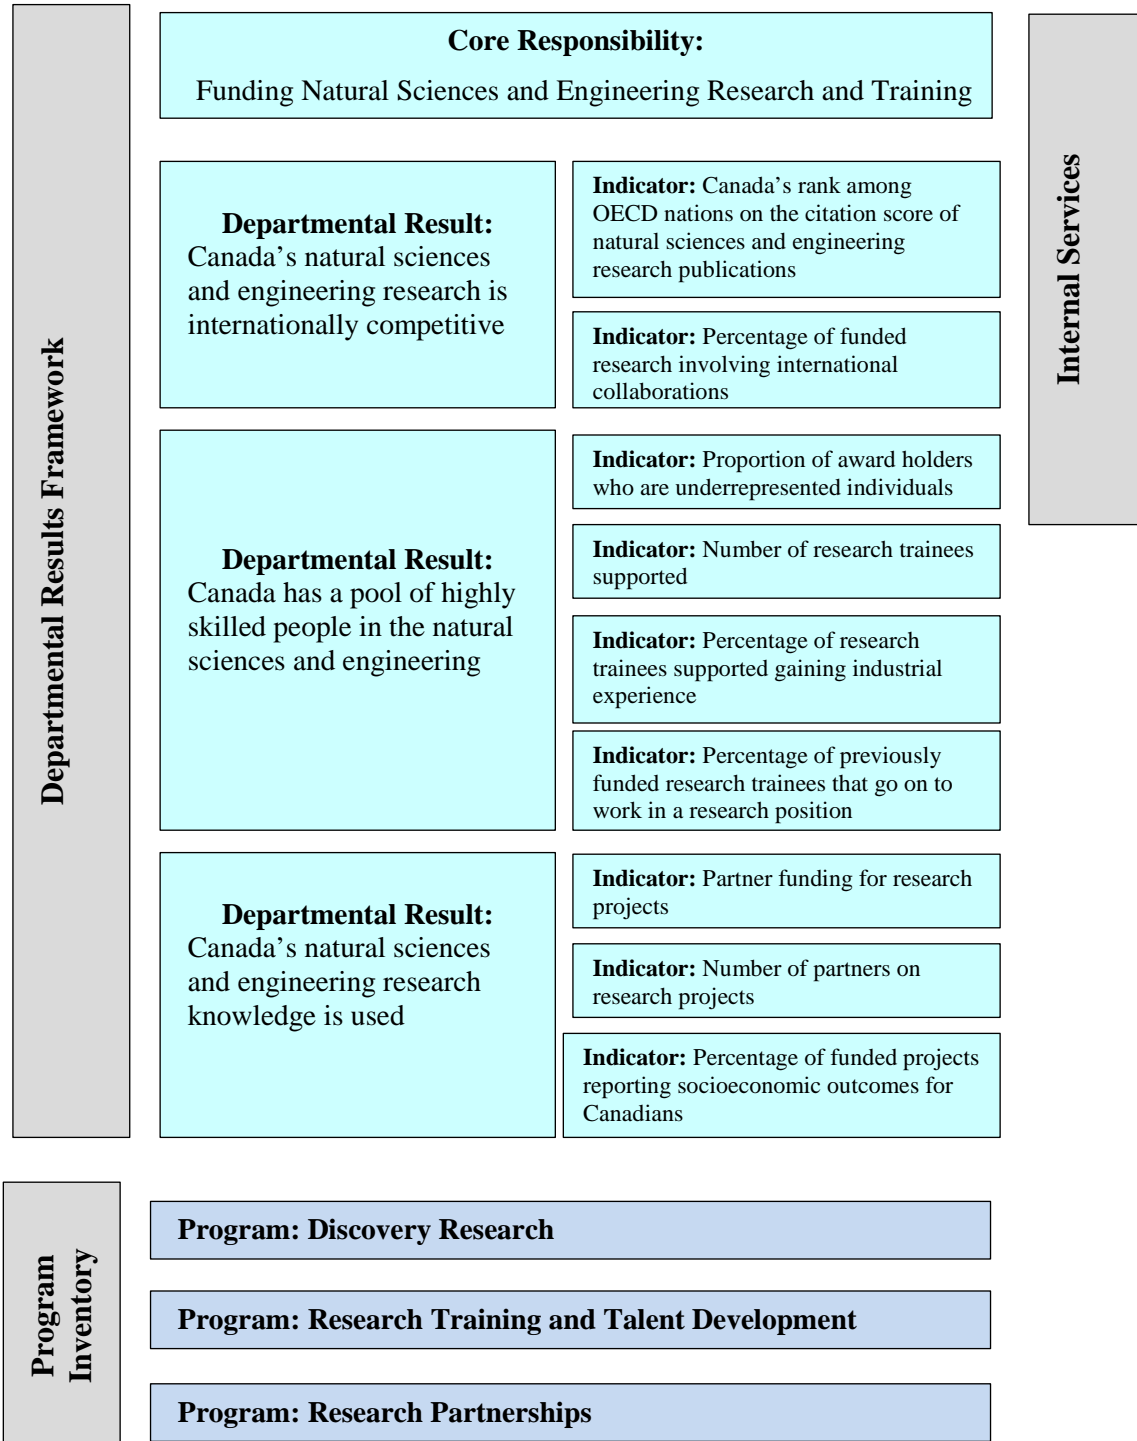 Core Responsibility:
Funding Natural Sciences and Engineering Research and Training
Departmental Results Framework
Internal Services
Departmental Result:
Canada’s natural sciences
and engineering research is
internationally competitive
Indicator: Canada’s rank among
OECD nations on the citation score of
natural sciences and engineering
research publications
Indicator: Percentage of funded
research involving international
collaborations
Departmental Result:
Canada has a pool of highly
skilled people in the natural
sciences and engineering
Indicator: Proportion of award holders
who are underrepresented individuals
Indicator: Number of research trainees
supported
Indicator: Percentage of research
trainees supported gaining industrial
experience
Indicator: Percentage of previously
funded research trainees that go on to
work in a research position
Departmental Result:
Canada’s natural sciences
and engineering research
knowledge is used
Indicator: Partner funding for research
projects
Indicator: Number of partners on
research projects
Indicator: Percentage of funded projects
reporting socioeconomic outcomes for
Canadians
Program
Inventory
Program: Discovery Research
Program: Research Training and Talent Development
Program: Research Partnerships